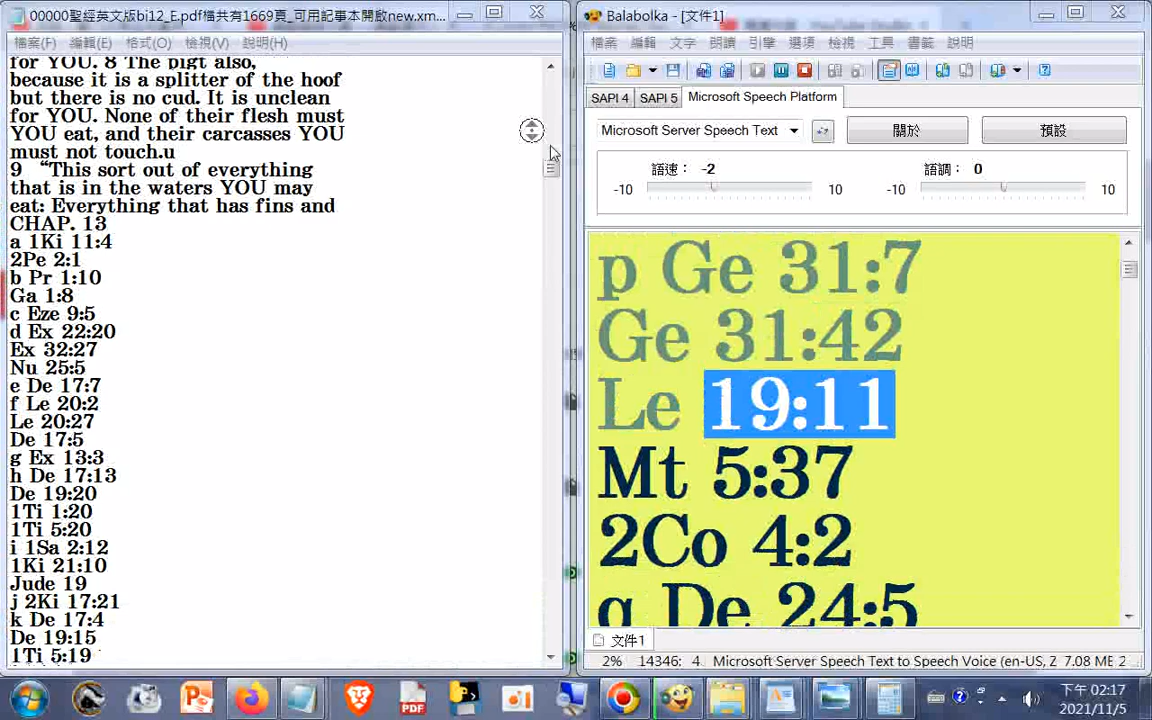 00000聖經英文版bi12_E.pdf檔共有1669頁_可用記事本開啟new.xm...
檔案(F) 編輯(E) 格式(O) 檢視(V) 說明(H)
for YOU. 8 The pigt also,
because it is a splitter of the hoof
but there is no cud. It is unclean
for YOU. None of their flesh must
YOU eat, and their carcasses YOU
must not touch.u
9 “This sort out of everything
that is in the waters YOU may
eat: Everything that has fins and
CHAP. 13
a 1Ki 11:4
2Pe 2:1
b Pr 1:10
Ga 1:8
c Eze 9:5
d Ex 22:20
Ex 32:27
Nu 25:5
e De 17:7
f Le 20:2
Le 20:27
De 17:5
g Ex 13:3
h De 17:13
De 19:20
1Ti 1:20
1Ti 5:20
i 1Sa 2:12
1Ki 21:10
Jude 19
j 2Ki 17:21
k De 17:4
De 19:15
1Ti 5:19
Balabolka - [文件1]
檔案 編輯 文字 朗讀 引擎 選項 檢視 工具 書籤 說明
SAPI 4 SAPI 5 Microsoft Speech Platform
Microsoft Server Speech Text 關於 預設
語速: -2 語調: 0
-10 10 -10 10
p Ge 31:7
Ge 31:42
Le 19:11
Mt 5:37
2Co 4:2
q De 24:5
文件1
2% 14346: 4 Microsoft Server Speech Text to Speech Voice (en-US, Z 7.08 MB 2
PDF
下午 02:17
2021/11/5